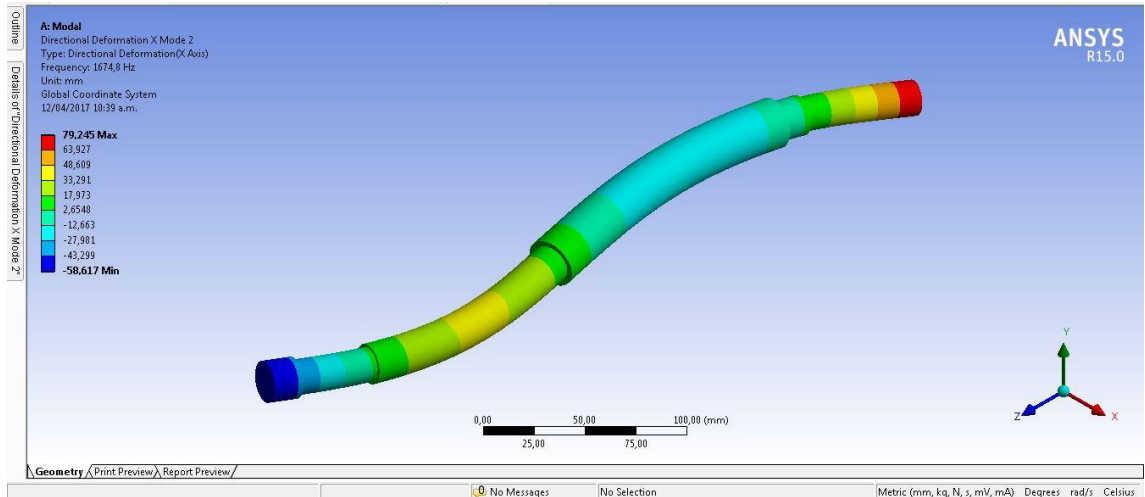 Outline
Details of "Directional Deformation X Mode 2"
A: Modal
Directional Deformation X Mode 2
Type: Directional Deformation(X Axis)
Frequency: 1674,8 Hz
Unit: mm
Global Coordinate System
12/04/2017 10:39 a.m.
79,245 Max
63,927
48,609
33,291
17,973
2,6548
-12,663
-27,981
-43,299
-58,617 Min
ANSYS
R15.0
Y
Z
X
0,00 50,00 100,00 (mm)
25,00 75,00
Geometry Print Preview Report Preview
0 No Messages No Selection Metric (mm, kg, N, s, mV, mA) Degrees rad/s Celsius